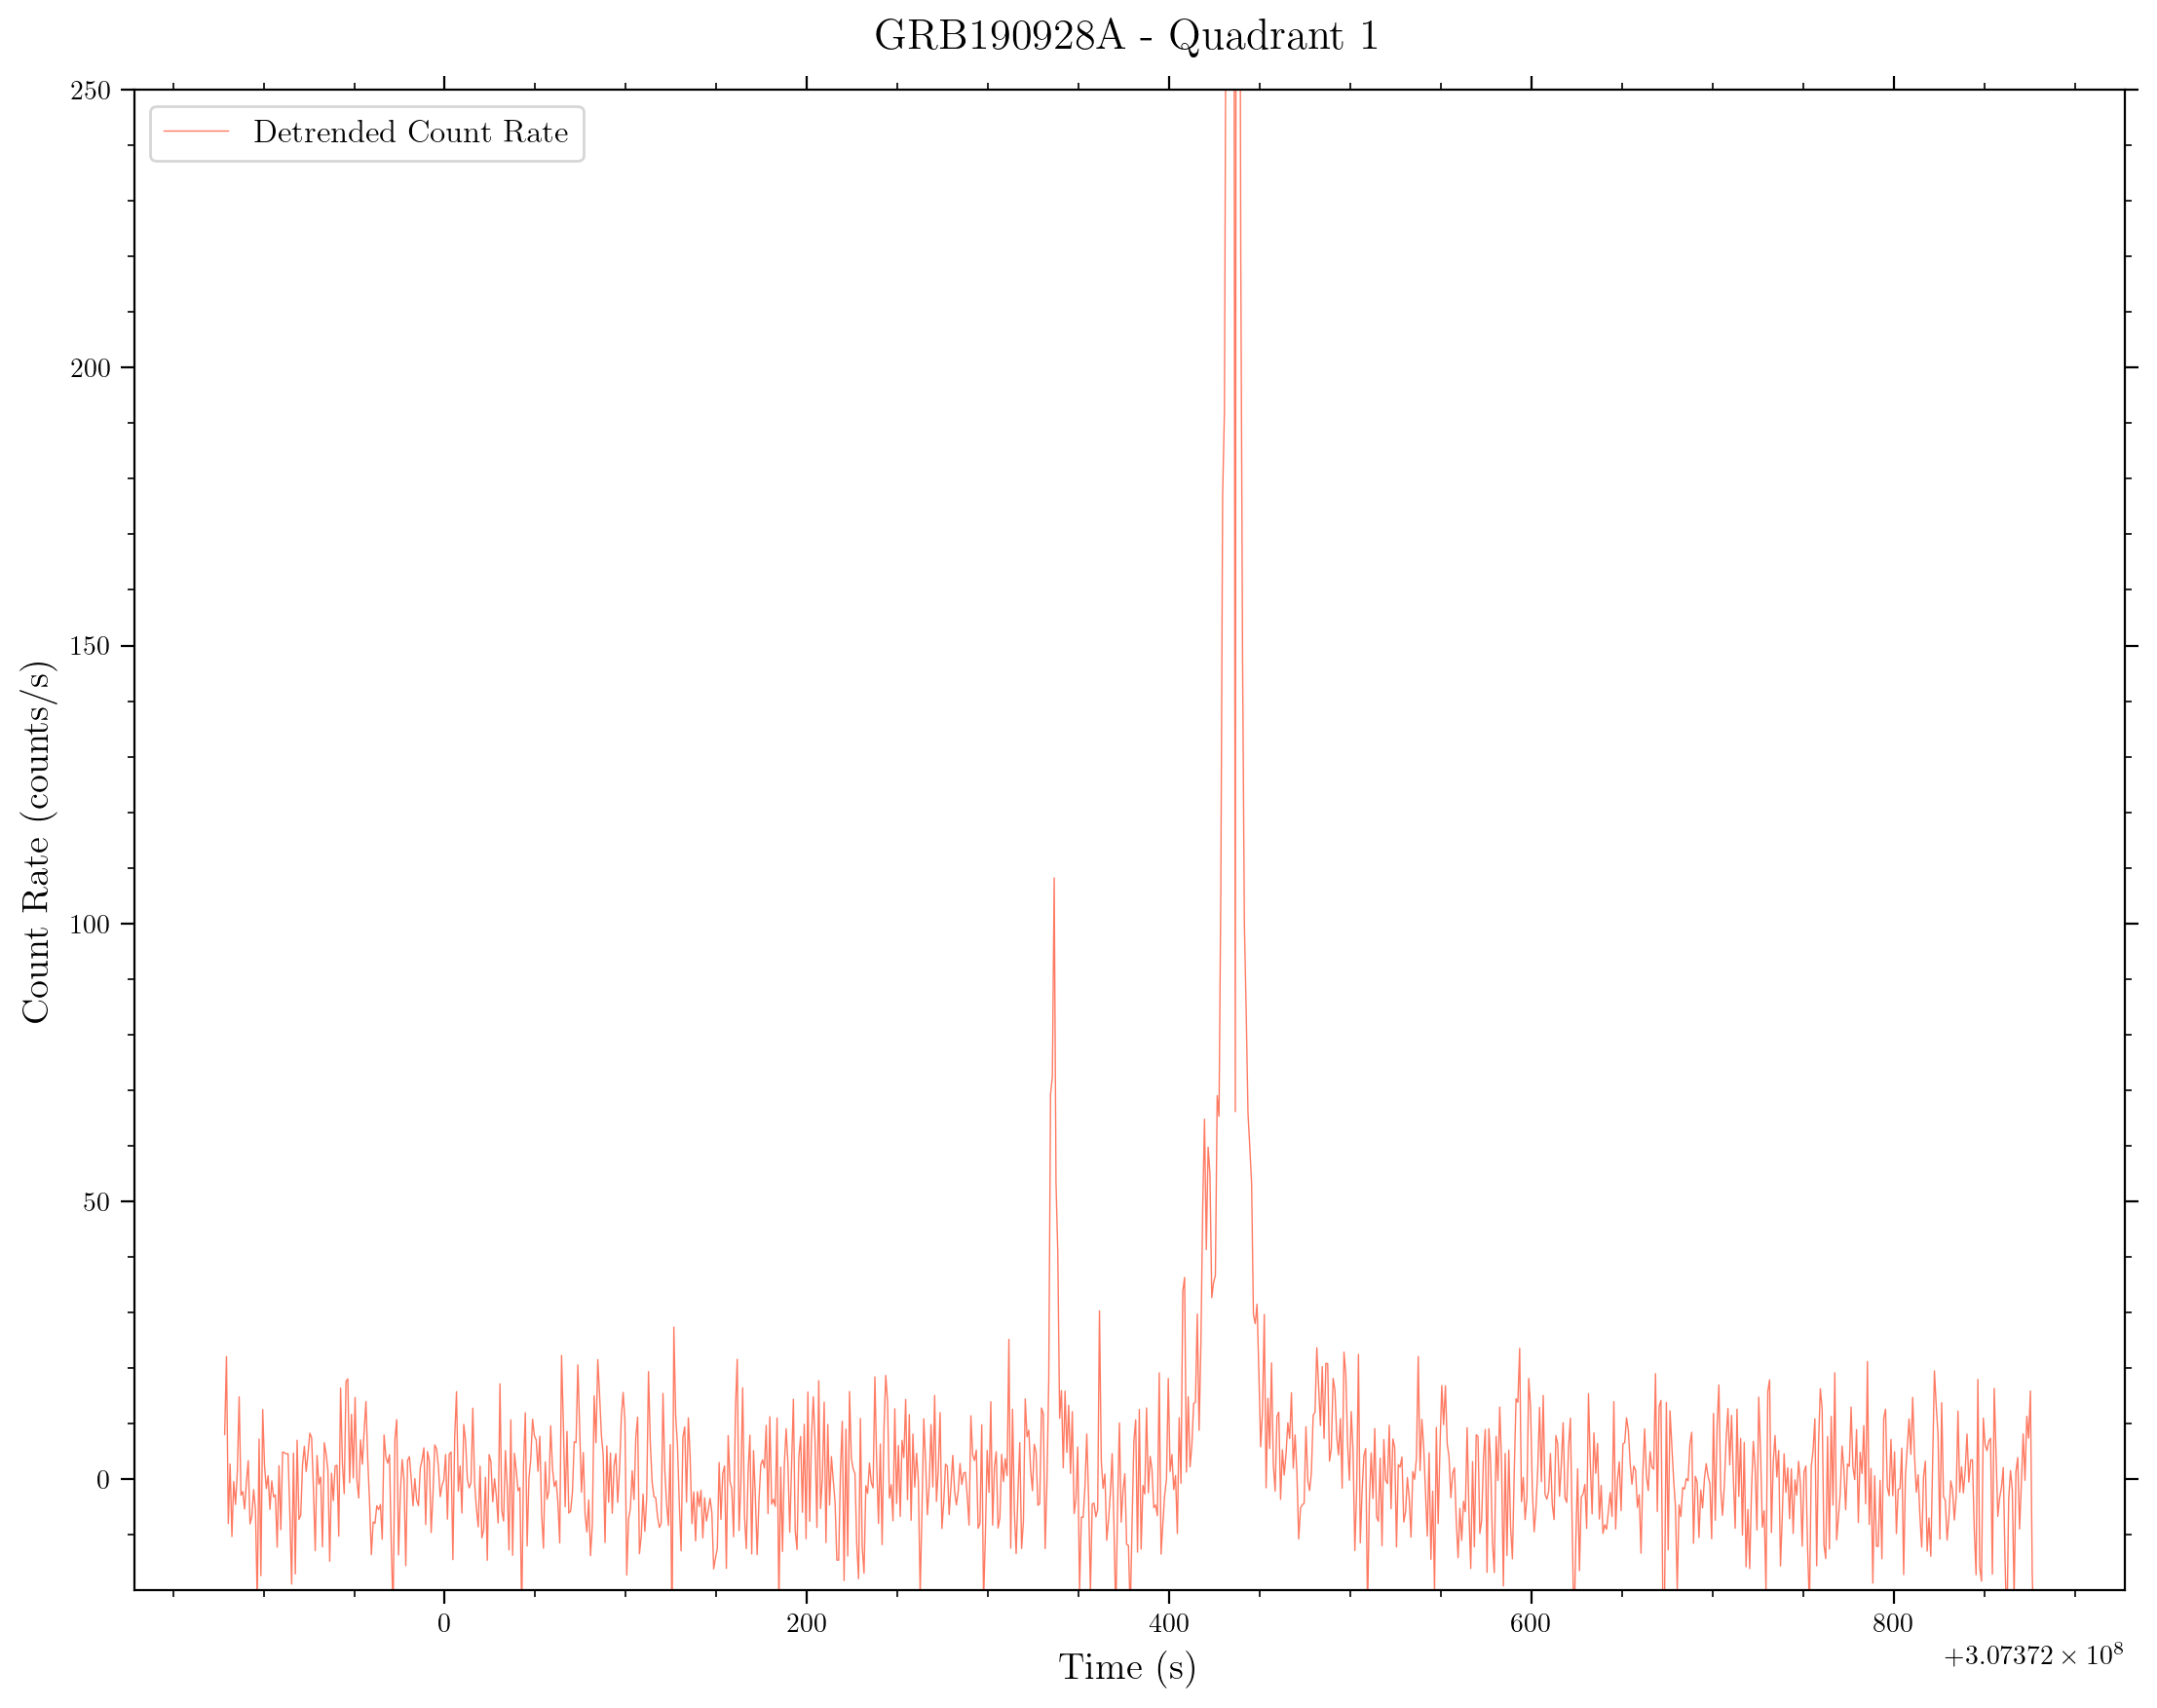 GRB190928A - Quadrant 1
Detrended Count Rate
250
200
150
100
50
0
Count Rate (counts/s)
0 200 400 600 800
+3.07372 × 10⁸
Time (s)